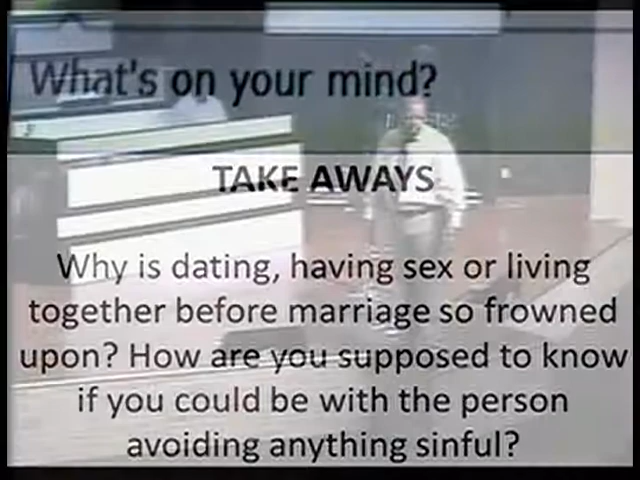 What's on your mind?
TAKE AWAYS
Why is dating, having sex or living
together before marriage so frowned
upon? How are you supposed to know
if you could be with the person
avoiding anything sinful?